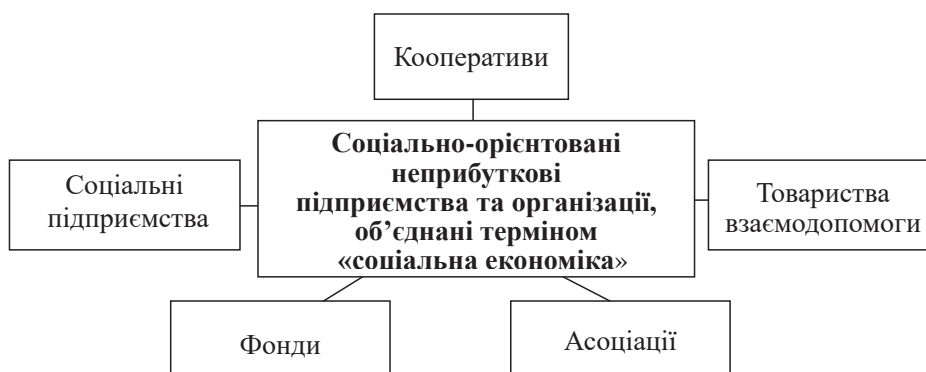 Кооперативи
Соціально-орієнтовані
неприбуткові
підприємства та організації,
об’єднані терміном
«соціальна економіка»
Соціальні
підприємства
Товариства
взаємодопомоги
Фонди
Асоціації